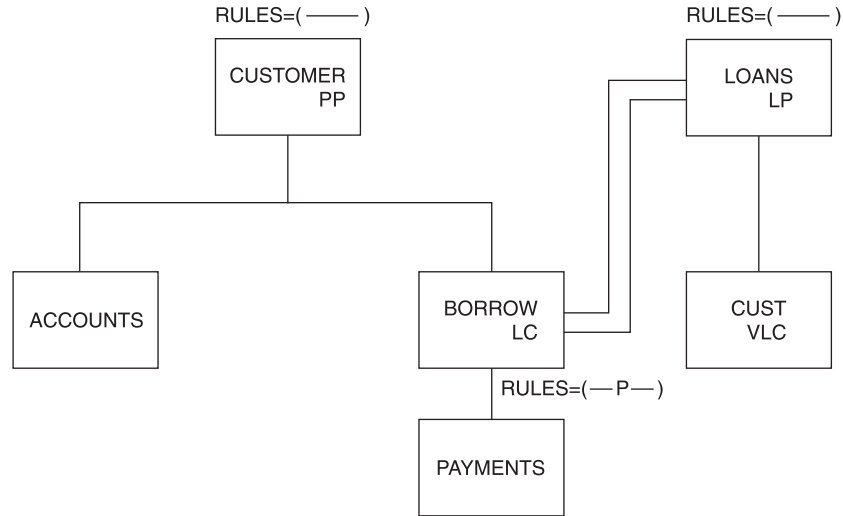 RULES=( —— )
RULES=( —— )
CUSTOMER
PP
LOANS
LP
ACCOUNTS
BORROW
LC
CUST
VLC
RULES=( —P— )
PAYMENTS